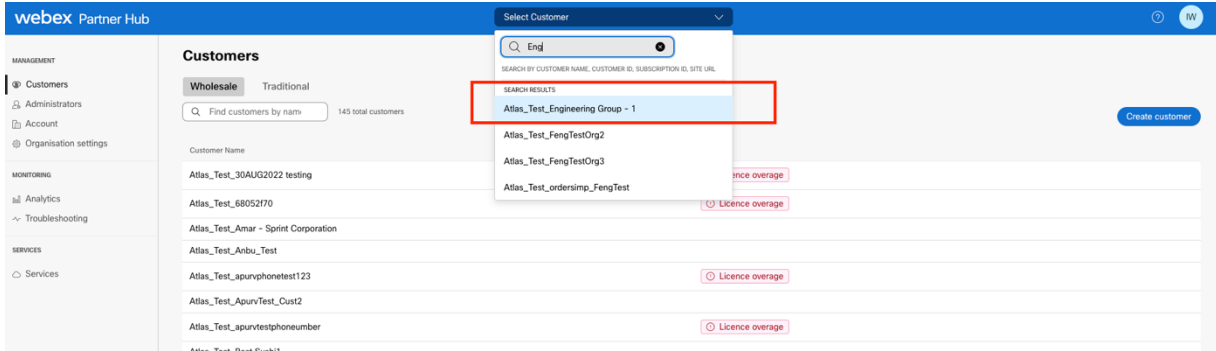 webex Partner Hub
Select Customer
IW
Eng
SEARCH BY CUSTOMER NAME, CUSTOMER ID, SUBSCRIPTION ID, SITE URL
SEARCH RESULTS
Atlas_Test_Engineering Group - 1
Atlas_Test_FengTestOrg2
Atlas_Test_FengTestOrg3
Atlas_Test_ordersimp_FengTest
MANAGEMENT
Customers
Administrators
Account
Organisation settings
MONITORING
Analytics
Troubleshooting
SERVICES
Services
Customers
Wholesale Traditional
Find customers by nam 145 total customers
Create customer
Customer Name
Atlas_Test_30AUG2022 testing ence overage
Atlas_Test_68052f70 Licence overage
Atlas_Test_Amar - Sprint Corporation
Atlas_Test_Anbu_Test
Atlas_Test_apurvphonetest123 Licence overage
Atlas_Test_ApurvTest_Cust2
Atlas_Test_apurvtestphoneumber Licence overage